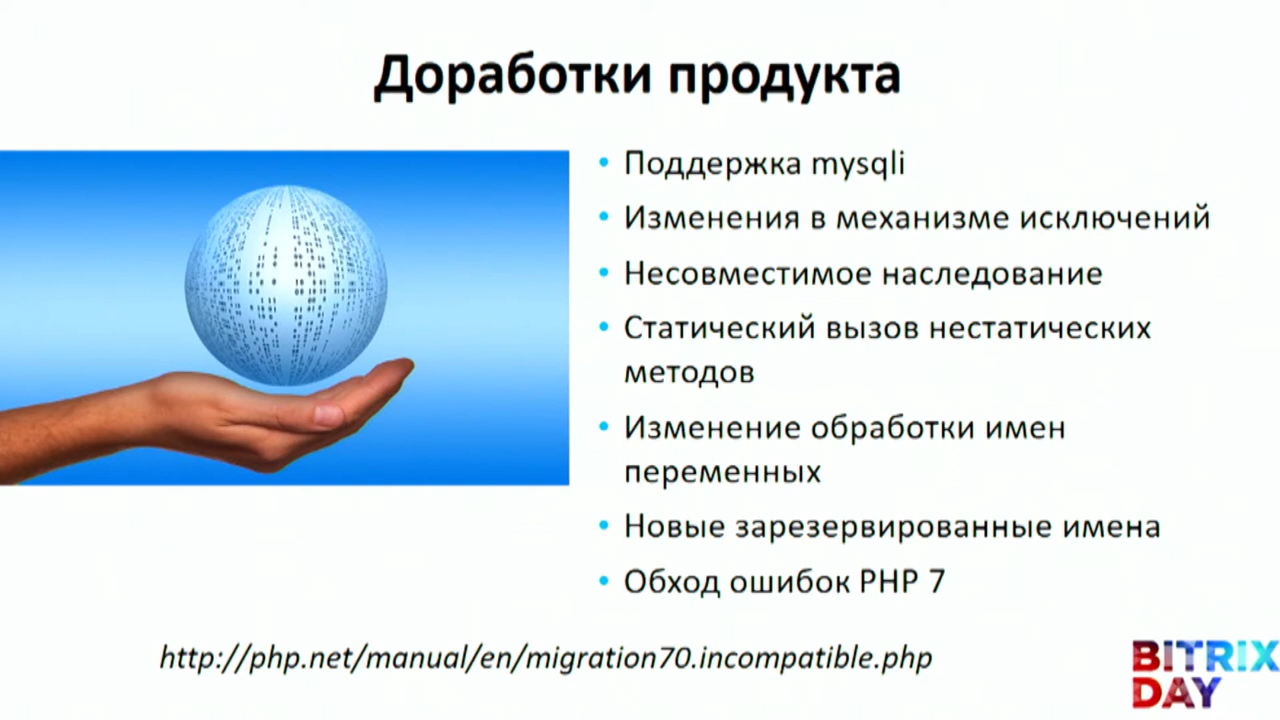 Доработки продукта
• Поддержка mysqli
• Изменения в механизме исключений
• Несовместимое наследование
• Статический вызов нестатических
методов
• Изменение обработки имен
переменных
• Новые зарезервированные имена
• Обход ошибок PHP 7
http://php.net/manual/en/migration70.incompatible.php
BITRIX
DAY